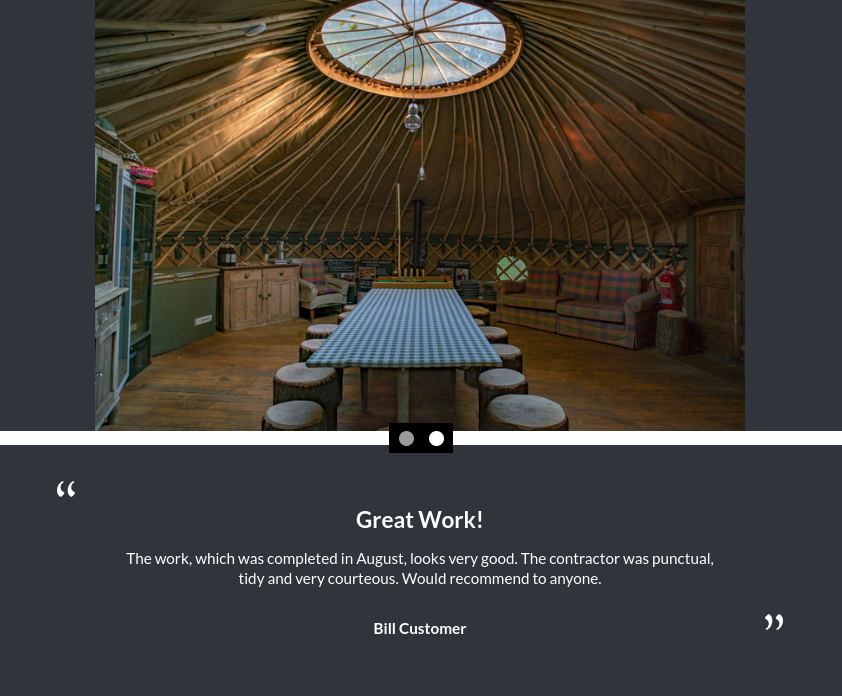 “
Great Work!
The work, which was completed in August, looks very good. The contractor was punctual,
tidy and very courteous. Would recommend to anyone.
Bill Customer
”